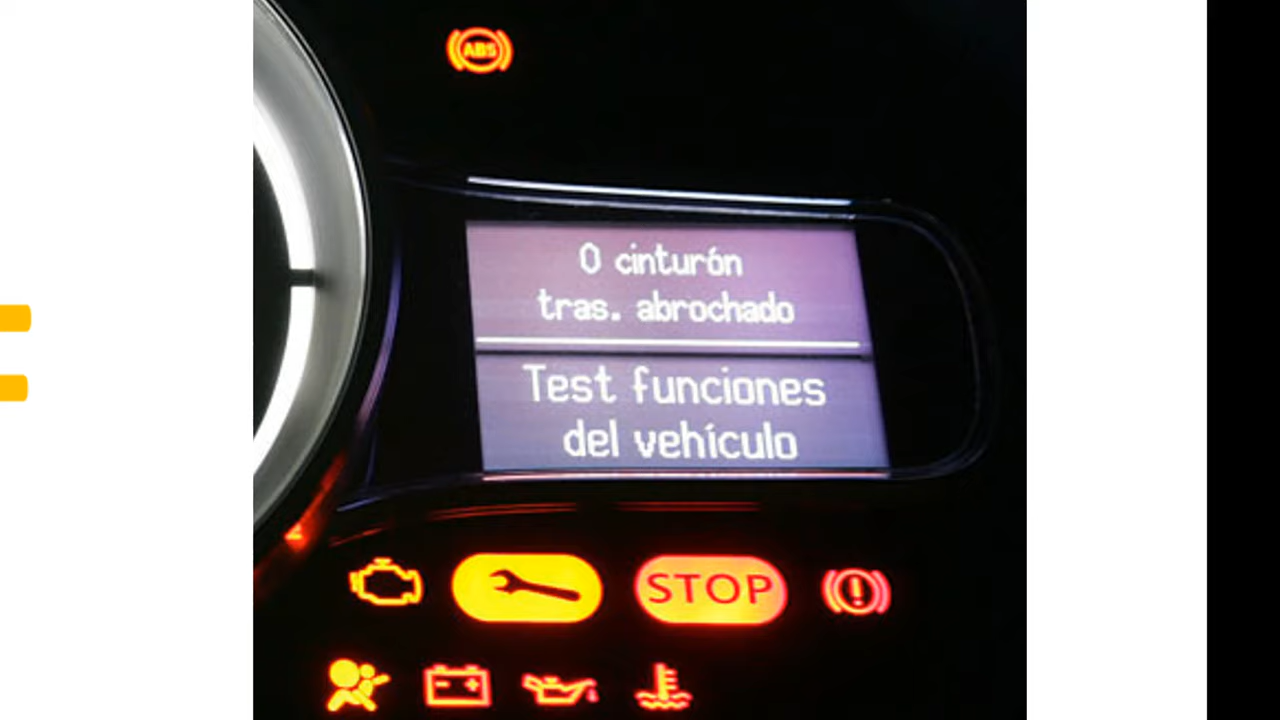 ABS
0 cinturón
tras. abrochado
Test funciones
del vehículo
STOP